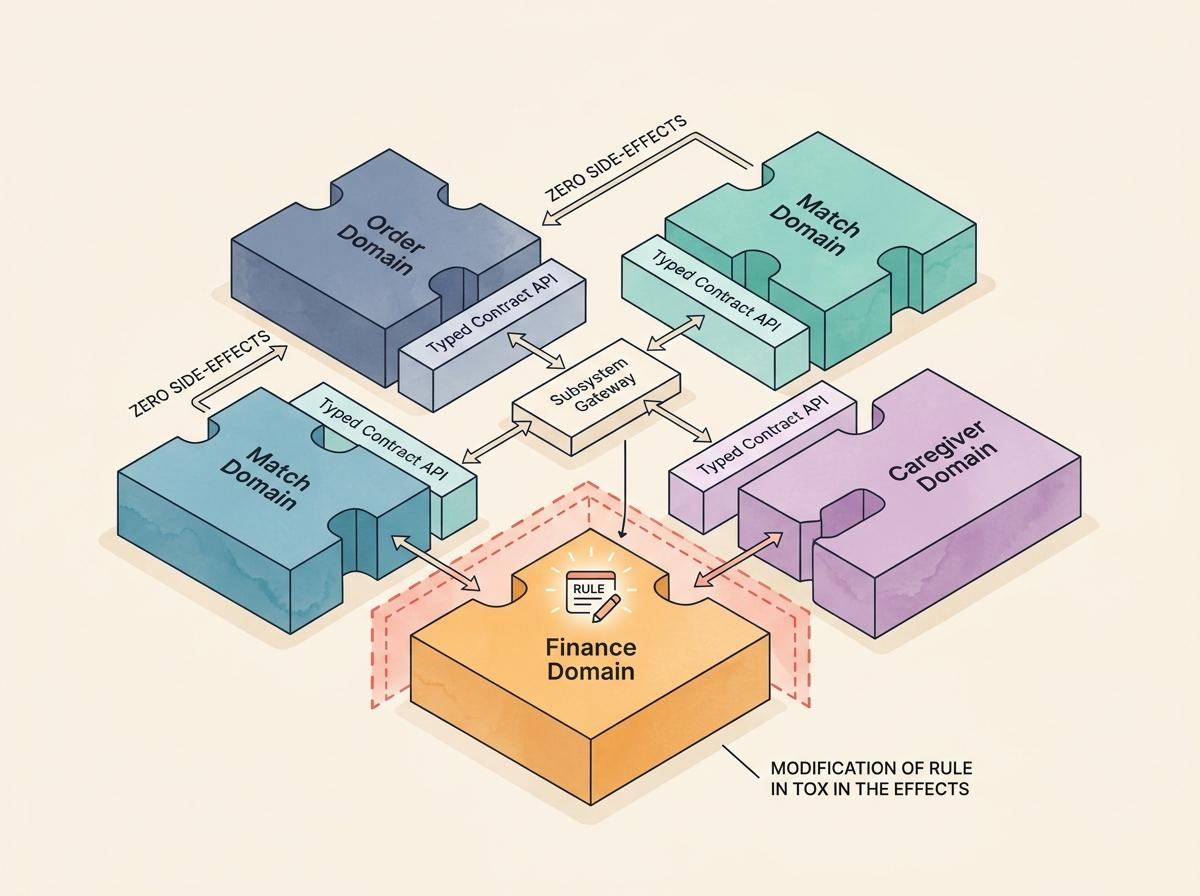 ZERO SIDE-EFFECTS
Order
Domain
Match
Domain
Typed Contract API
Typed Contract API
ZERO SIDE-EFFECTS
Subsystem
Gateway
Typed Contract API
Typed Contract API
Match
Domain
Caregiver
Domain
RULE
Finance
Domain
MODIFICATION OF RULE
IN TOX IN THE EFFECTS